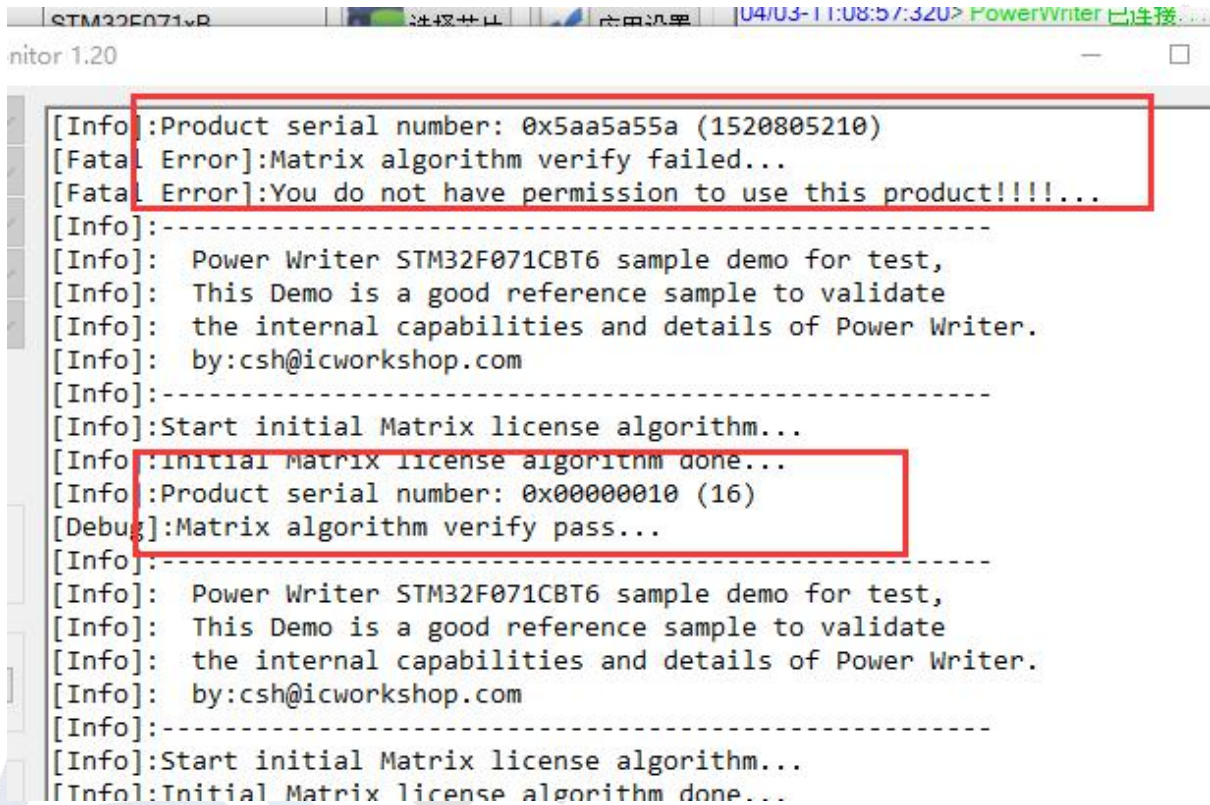 STM32F071xB 选择芯片 应用设置 [04/03-11:08:57:320> PowerWriter 已连接...
nitor 1.20
[Info]:Product serial number: 0x5aa5a55a (1520805210)
[Fatal Error]:Matrix algorithm verify failed...
[Fatal Error]:You do not have permission to use this product!!!!...
[Info]:-----------------------------------------------------
[Info]:  Power Writer STM32F071CBT6 sample demo for test,
[Info]:  This Demo is a good reference sample to validate
[Info]:  the internal capabilities and details of Power Writer.
[Info]:  by:csh@icworkshop.com
[Info]:-----------------------------------------------------
[Info]:Start initial Matrix license algorithm...
[Info]:Initial Matrix license algorithm done...
[Info]:Product serial number: 0x00000010 (16)
[Debug]:Matrix algorithm verify pass...
[Info]:-----------------------------------------------------
[Info]:  Power Writer STM32F071CBT6 sample demo for test,
[Info]:  This Demo is a good reference sample to validate
[Info]:  the internal capabilities and details of Power Writer.
[Info]:  by:csh@icworkshop.com
[Info]:-----------------------------------------------------
[Info]:Start initial Matrix license algorithm...
[Info]:Initial Matrix license algorithm done...